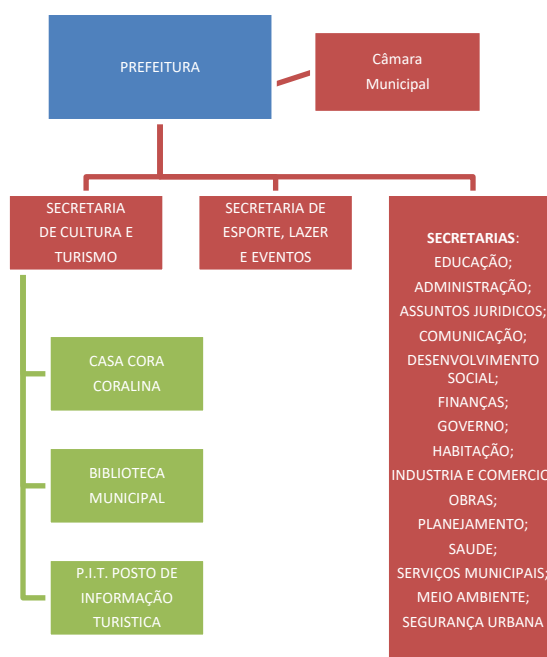 PREFEITURA
Câmara
Municipal
SECRETARIA
DE CULTURA E
TURISMO
SECRETARIA DE
ESPORTE, LAZER
E EVENTOS
SECRETARIAS:
EDUCAÇÃO;
ADMINISTRAÇÃO;
ASSUNTOS JURIDICOS;
COMUNICAÇÃO;
DESENVOLVIMENTO
SOCIAL;
FINANÇAS;
GOVERNO;
HABITAÇÃO;
INDUSTRIA E COMERCIO
OBRAS;
PLANEJAMENTO;
SAUDE;
SERVIÇOS MUNICIPAIS;
MEIO AMBIENTE;
SEGURANÇA URBANA
CASA CORA
CORALINA
BIBLIOTECA
MUNICIPAL
P.I.T. POSTO DE
INFORMAÇÃO
TURISTICA